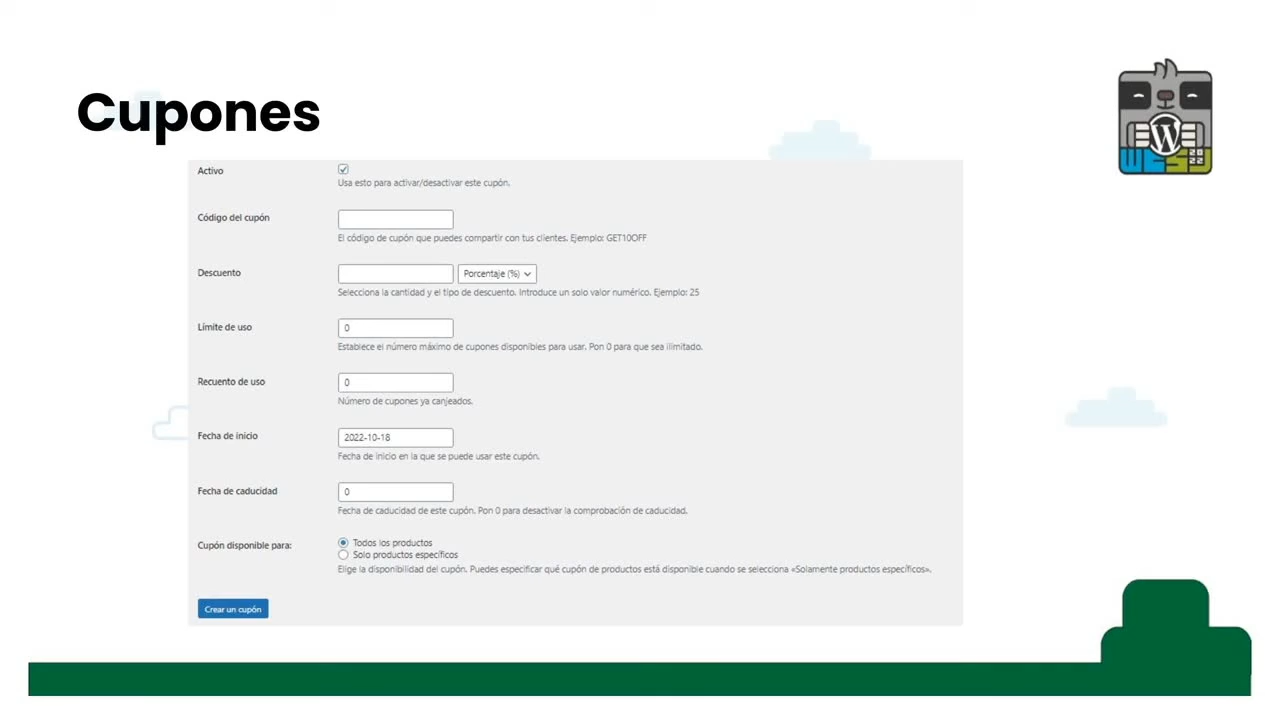 Cupones
WESJ
Activo
Usa esto para activar/desactivar este cupón.
Código del cupón
El código de cupón que puedes compartir con tus clientes. Ejemplo: GET10OFF
Descuento
Porcentaje (%)
Selecciona la cantidad y el tipo de descuento. Introduce un solo valor numérico. Ejemplo: 25
Límite de uso
0
Establece el número máximo de cupones disponibles para usar. Pon 0 para que sea ilimitado.
Recuento de uso
0
Número de cupones ya canjeados.
Fecha de inicio
2022-10-18
Fecha de inicio en la que se puede usar este cupón.
Fecha de caducidad
0
Fecha de caducidad de este cupón. Pon 0 para desactivar la comprobación de caducidad.
Cupón disponible para:
Todos los productos
Solo productos específicos
Elige la disponibilidad del cupón. Puedes especificar qué cupón de productos está disponible cuando se selecciona «Solamente productos específicos».
Crear un cupón